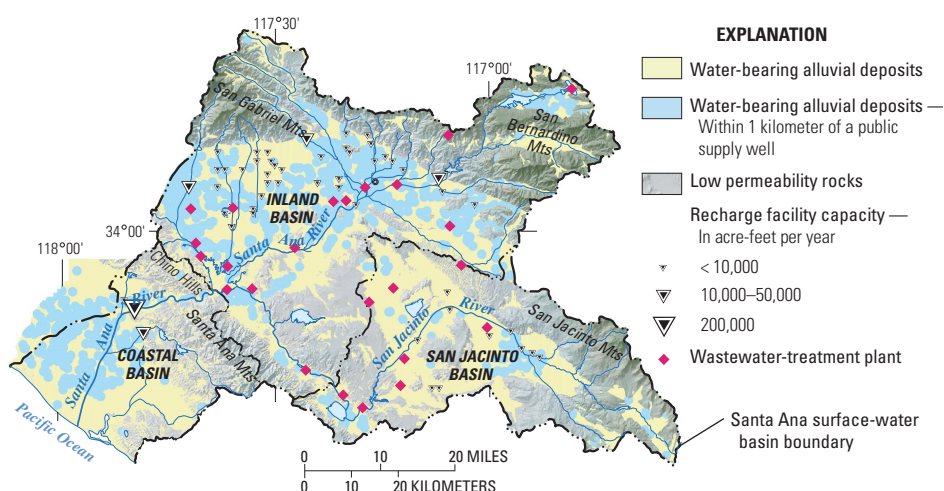 117°30'
117°00'
San Gabriel Mts
San
Bernardino
Mts
INLAND
BASIN
Santa Ana
River
34°00'
118°00'
Chino Hills
River
Ana
Santa
COASTAL
BASIN
Santa Ana Mts
San Jacinto
River
San Jacinto Mts
SAN JACINTO
BASIN
Pacific Ocean
0 10 20 MILES
0 10 20 KILOMETERS
EXPLANATION
Water-bearing alluvial deposits
Water-bearing alluvial deposits —
Within 1 kilometer of a public
supply well
Low permeability rocks
Recharge facility capacity —
In acre-feet per year
< 10,000
10,000–50,000
200,000
Wastewater-treatment plant
Santa Ana surface-water
basin boundary